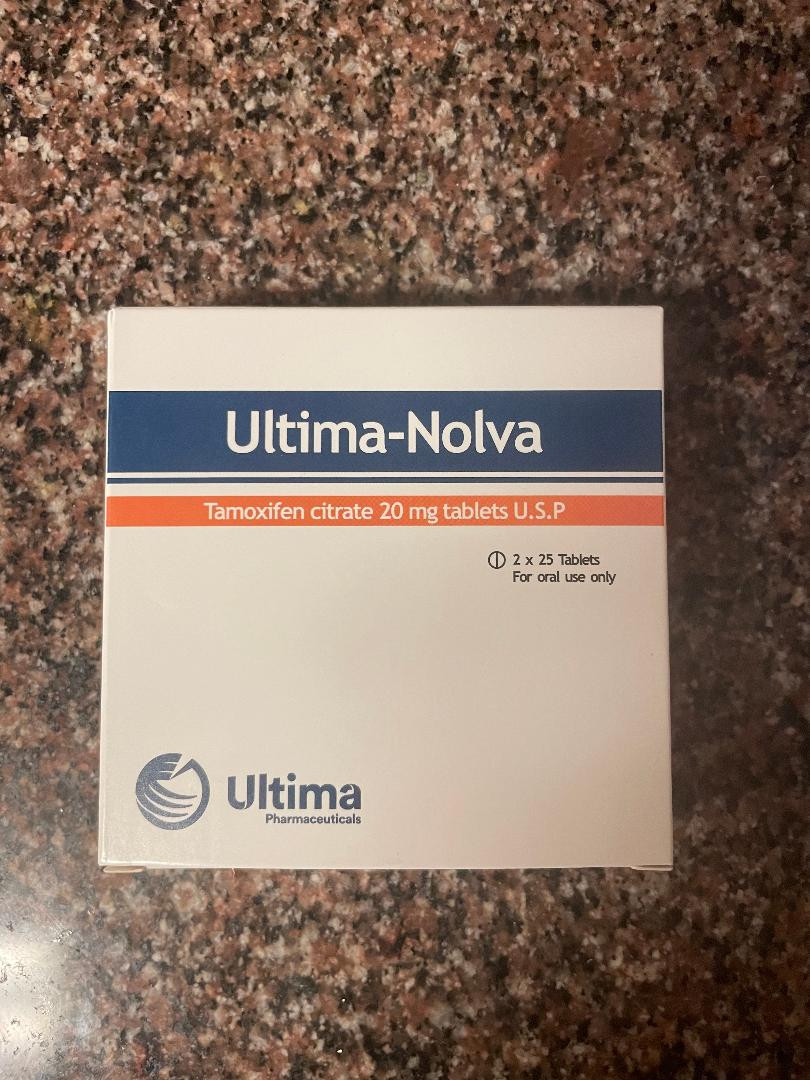 Ultima-Nolva
Tamoxifen citrate 20 mg tablets U.S.P
2 x 25 Tablets
For oral use only
Ultima
Pharmaceuticals